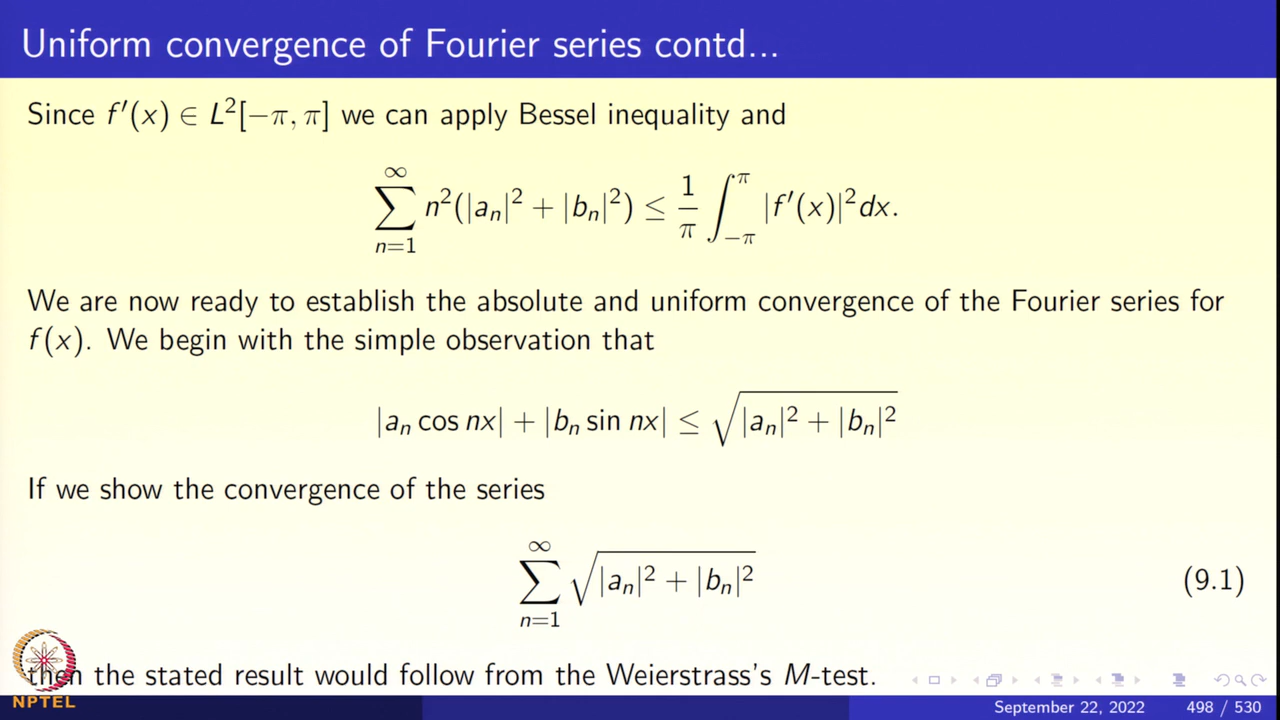 Uniform convergence of Fourier series contd...
Since f′(x) ∈ L²[−π, π] we can apply Bessel inequality and
∞
∑ n²(|aₙ|² + |bₙ|²) ≤ 1/π ∫_{−π}^{π} |f′(x)|²dx.
n=1
We are now ready to establish the absolute and uniform convergence of the Fourier series for
f(x). We begin with the simple observation that
|aₙ cos nx| + |bₙ sin nx| ≤ √(|aₙ|² + |bₙ|²)
If we show the convergence of the series
∞
∑ √(|aₙ|² + |bₙ|²) (9.1)
n=1
then the stated result would follow from the Weierstrass's M-test.
NPTEL
September 22, 2022 498 / 530